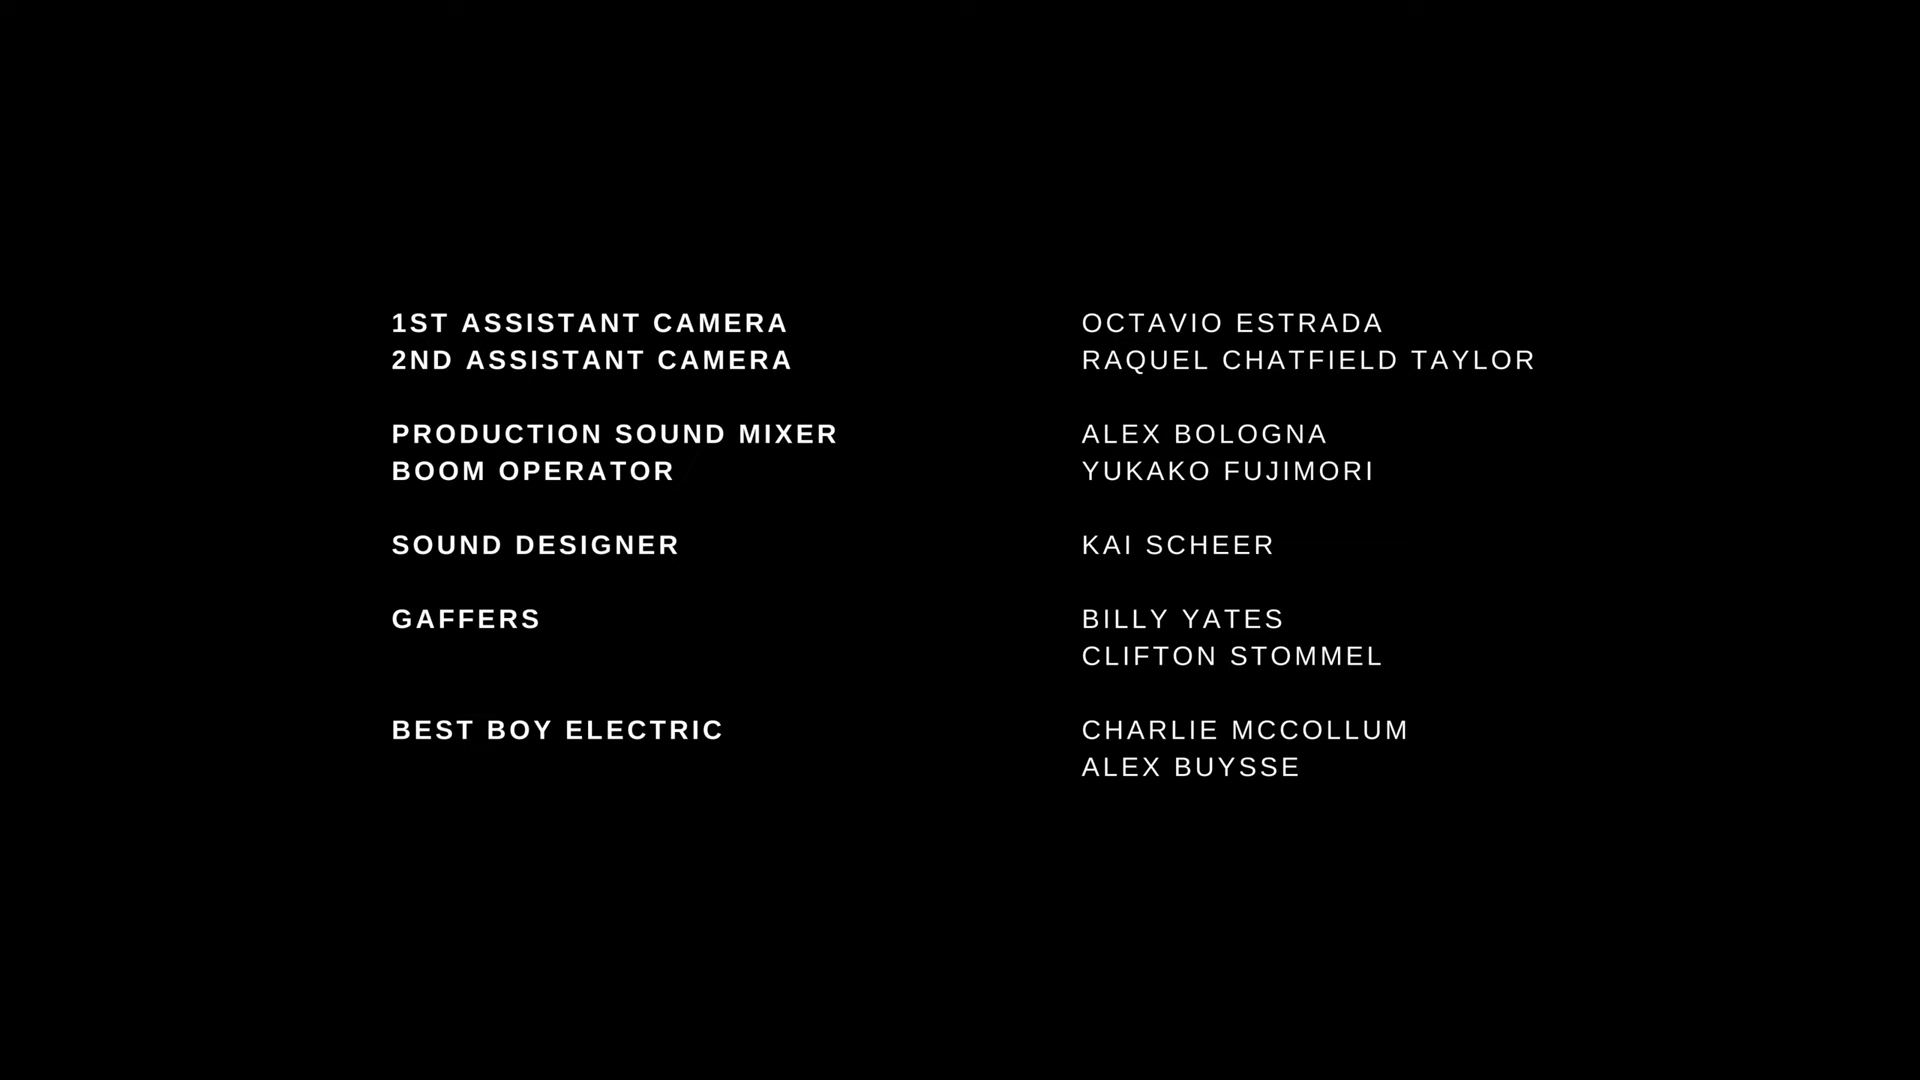 1ST ASSISTANT CAMERA OCTAVIO ESTRADA
2ND ASSISTANT CAMERA RAQUEL CHATFIELD TAYLOR
PRODUCTION SOUND MIXER ALEX BOLOGNA
BOOM OPERATOR YUKAKO FUJIMORI
SOUND DESIGNER KAI SCHEER
GAFFERS BILLY YATES
CLIFTON STOMMEL
BEST BOY ELECTRIC CHARLIE MCCOLLUM
ALEX BUYSSE